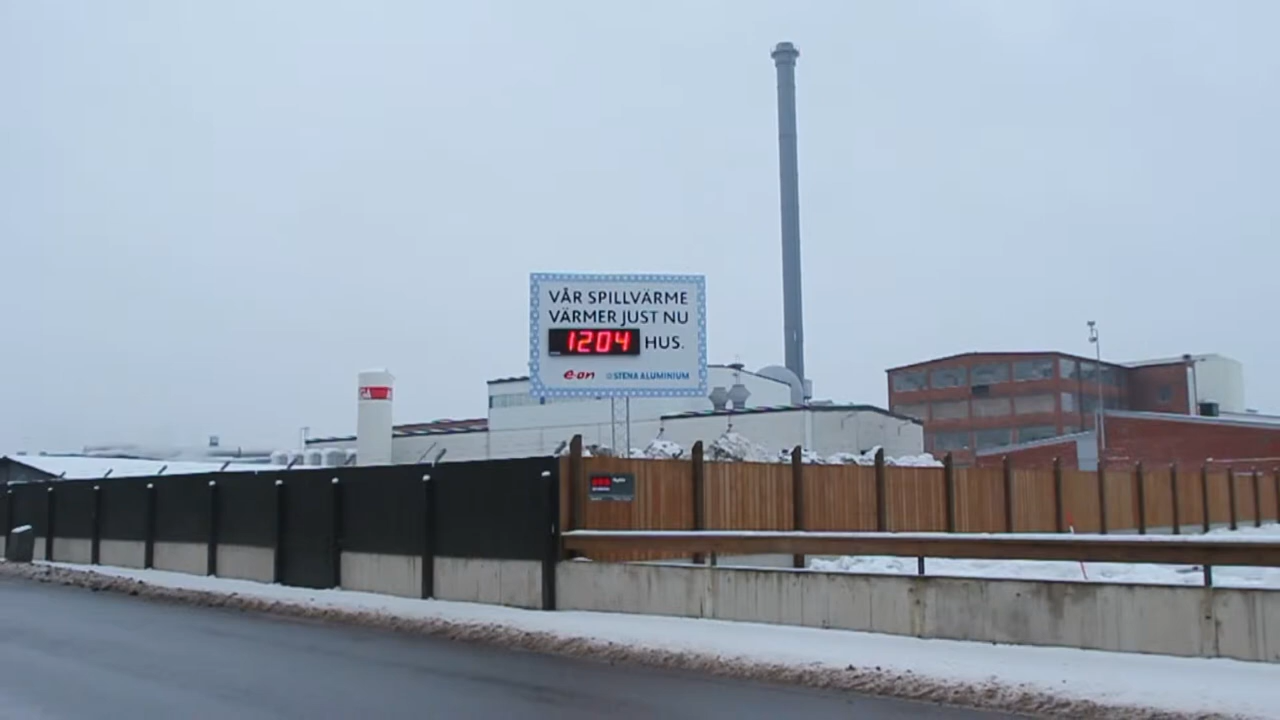 VÅR SPILLVÄRME
VÄRMER JUST NU
1204 HUS.
e·on STENA ALUMINIUM